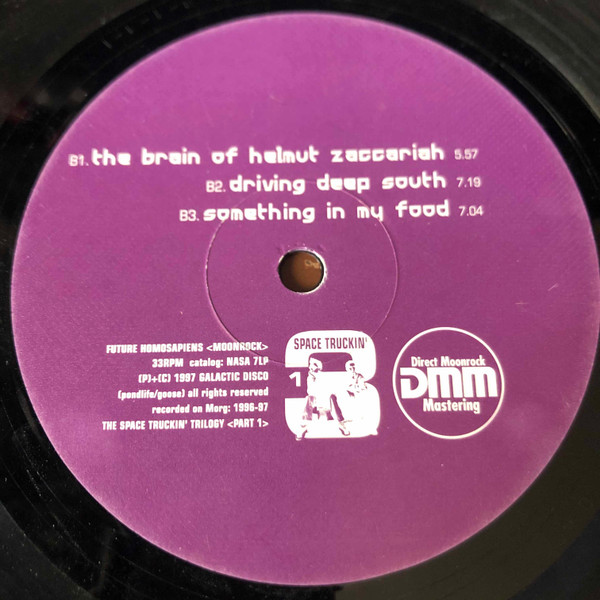 B1. the brain of helmut zaccariah 5.57
B2. driving deep south 7.19
B3. something in my food 7.04
FUTURE HOMOSAPIENS <MOONROCK>
33RPM catalog: NASA 7LP
(P)+(C) 1997 GALACTIC DISCO
(pondlife/goose) all rights reserved
recorded on Morg: 1996-97
THE SPACE TRUCKIN' TRILOGY <PART 1>
SPACE TRUCKIN'
1
3
Direct Moonrock
DMM
Mastering